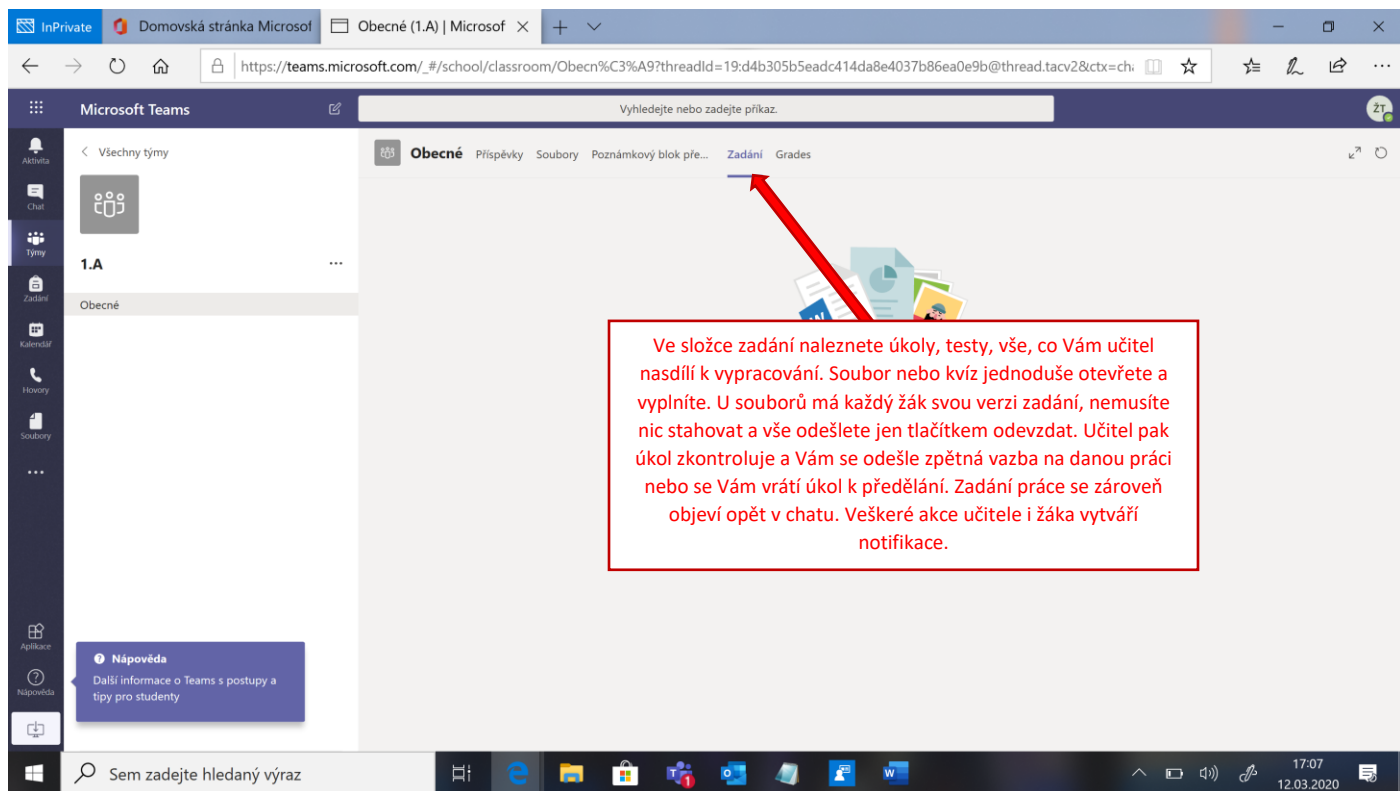 InPrivate
Domovská stránka Microsof
Obecné (1.A) | Microsof
https://teams.microsoft.com/_#/school/classroom/Obecn%C3%A9?threadId=19:d4b305b5eadc414da8e4037b86ea0e9b@thread.tacv2&ctx=ch
Microsoft Teams
Vyhledejte nebo zadejte příkaz.
ŽT
Aktivita
Chat
Týmy
Zadání
Kalendář
Hovory
Soubory
Aplikace
Nápověda
Všechny týmy
1.A
Obecné
Obecné Příspěvky Soubory Poznámkový blok pře... Zadání Grades
W
Ve složce zadání naleznete úkoly, testy, vše, co Vám učitel
nasdílí k vypracování. Soubor nebo kvíz jednoduše otevřete a
vyplníte. U souborů má každý žák svou verzi zadání, nemusíte
nic stahovat a vše odešlete jen tlačítkem odevzdat. Učitel pak
úkol zkontroluje a Vám se odešle zpětná vazba na danou práci
nebo se Vám vrátí úkol k předělání. Zadání práce se zároveň
objeví opět v chatu. Veškeré akce učitele i žáka vytváří
notifikace.
Nápověda
Další informace o Teams s postupy a
tipy pro studenty
Sem zadejte hledaný výraz
17:07
12.03.2020